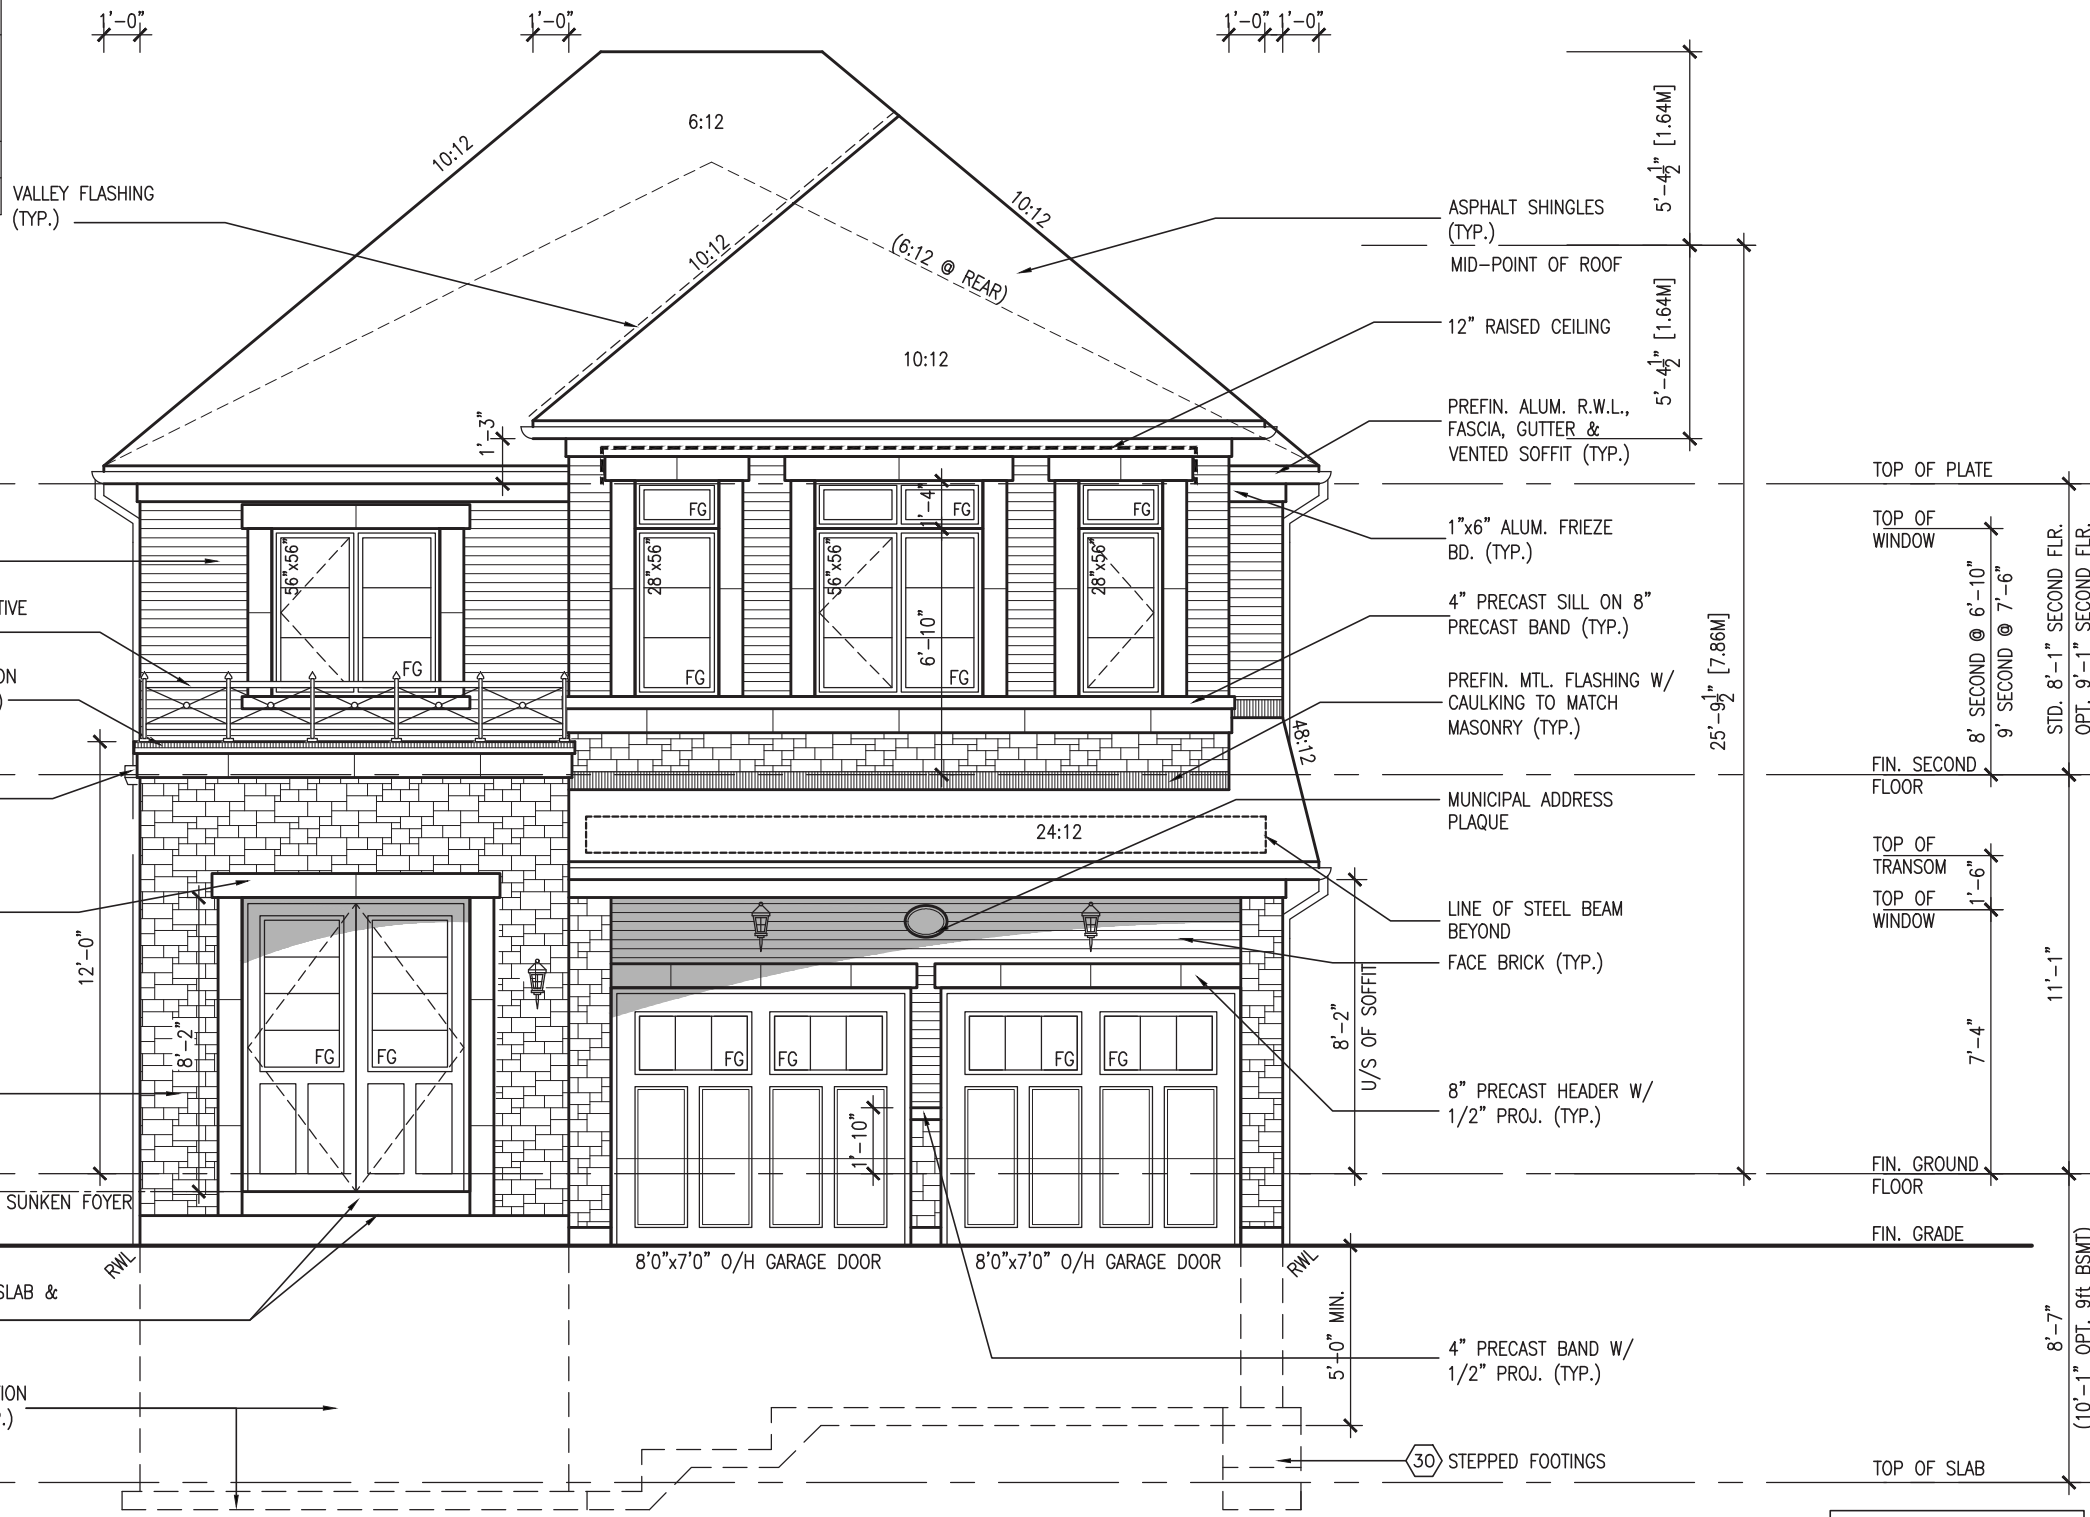 1'-0"
1'-0"
1'-0"
1'-0"
6:12
10:12
10:12
10:12
(6:12 @ REAR)
10:12
VALLEY FLASHING
(TYP.)
5'-4½" [1.64M]
5'-4½" [1.64M]
ASPHALT SHINGLES
(TYP.)
MID-POINT OF ROOF
12" RAISED CEILING
PREFIN. ALUM. R.W.L.,
FASCIA, GUTTER &
VENTED SOFFIT (TYP.)
1'-3"
TOP OF PLATE
TOP OF
WINDOW
1"x6" ALUM. FRIEZE
BD. (TYP.)
4" PRECAST SILL ON 8"
PRECAST BAND (TYP.)
PREFIN. MTL. FLASHING W/
CAULKING TO MATCH
MASONRY (TYP.)
56"x56"
FG
28"x56"
FG
FG
56"x56"
1'-4"
FG
FG
6'-10"
28"x56"
FG
TIVE
ION
)
25'-9½" [7.86M]
8' SECOND @ 6'-10"
9' SECOND @ 7'-6"
STD. 8'-1" SECOND FLR.
OPT. 9'-1" SECOND FLR.
48:12
FIN. SECOND
FLOOR
MUNICIPAL ADDRESS
PLAQUE
24:12
TOP OF
TRANSOM
1'-6"
TOP OF
WINDOW
LINE OF STEEL BEAM
BEYOND
FACE BRICK (TYP.)
12'-0"
8'-2"
FG
FG
FG
FG
FG
FG
8'-2"
U/S OF SOFFIT
11'-1"
7'-4"
8" PRECAST HEADER W/
1/2" PROJ. (TYP.)
1'-10"
FIN. GROUND
FLOOR
SUNKEN FOYER
FIN. GRADE
RWL
8'0"x7'0" O/H GARAGE DOOR
8'0"x7'0" O/H GARAGE DOOR
RWL
SLAB &
5'-0" MIN.
8'-7"
(10'-1" OPT. 9ft BSMT)
4" PRECAST BAND W/
1/2" PROJ. (TYP.)
TION
P.)
30 STEPPED FOOTINGS
TOP OF SLAB